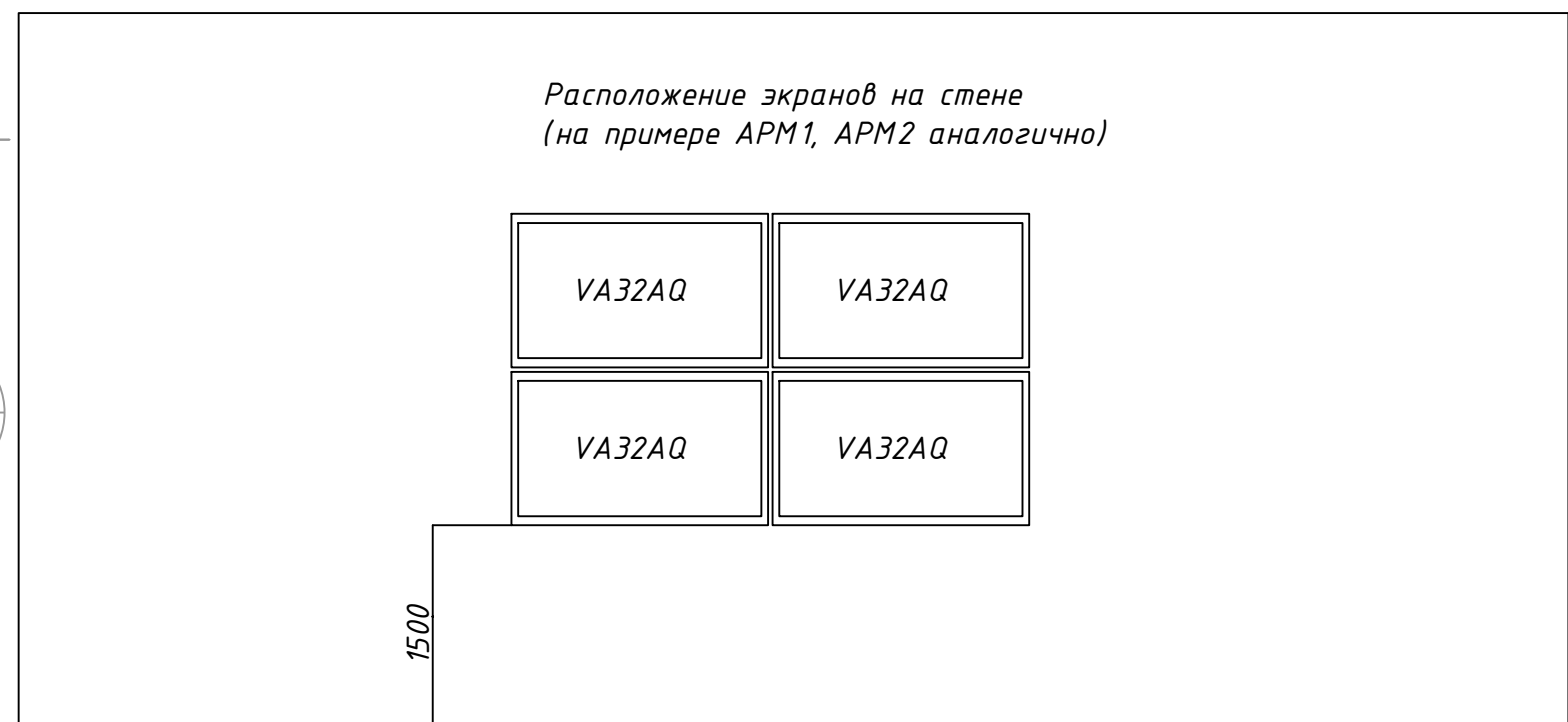 Расположение экранов на стене
(на примере АРМ1, АРМ2 аналогично)
VA32AQ VA32AQ
VA32AQ VA32AQ
1500